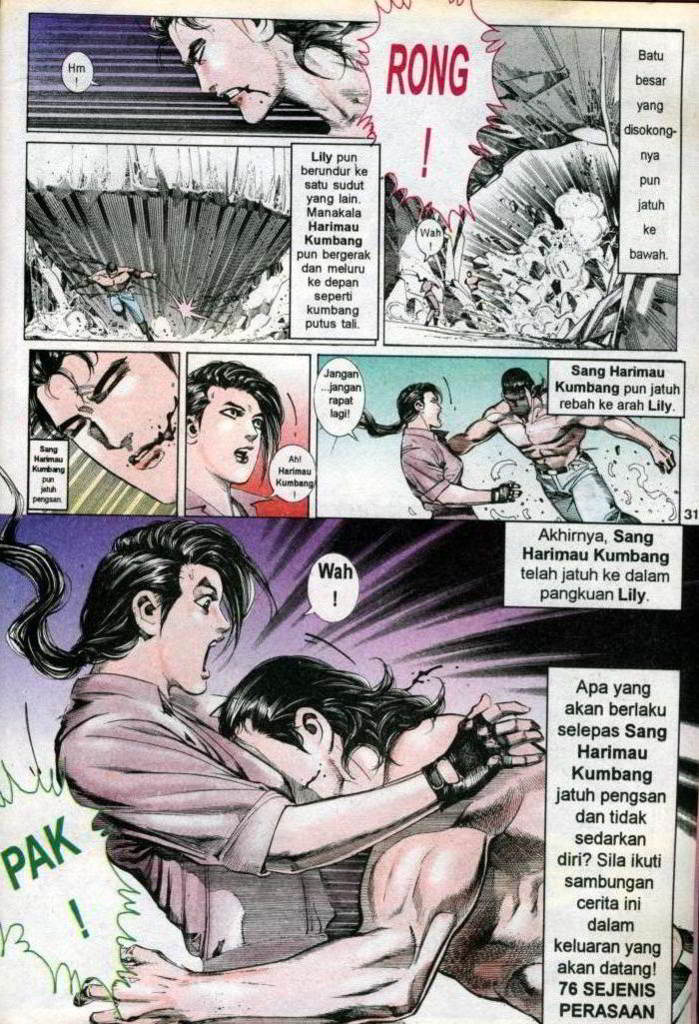 Hm
!
RONG
!
Batu
besar
yang
disokong-
nya
pun
jatuh
ke
bawah.
Lily pun
berundur ke
satu sudut
yang lain.
Manakala
Harimau
Kumbang
pun bergerak
dan meluru
ke depan
seperti
kumbang
putus tali.
Wah
!
Sang
Harimau
Kumbang
pun
jatuh
pengsan.
Ah!
Harimau
Kumbang
!
Jangan
...jangan
rapat
lagi!
Sang Harimau
Kumbang pun jatuh
rebah ke arah Lily.
31
Akhirnya, Sang
Harimau Kumbang
telah jatuh ke dalam
pangkuan Lily.
Wah
!
PAK
!
Apa yang
akan berlaku
selepas Sang
Harimau
Kumbang
jatuh pengsan
dan tidak
sedarkan
diri? Sila ikuti
sambungan
cerita ini
dalam
keluaran yang
akan datang!
76 SEJENIS
PERASAAN